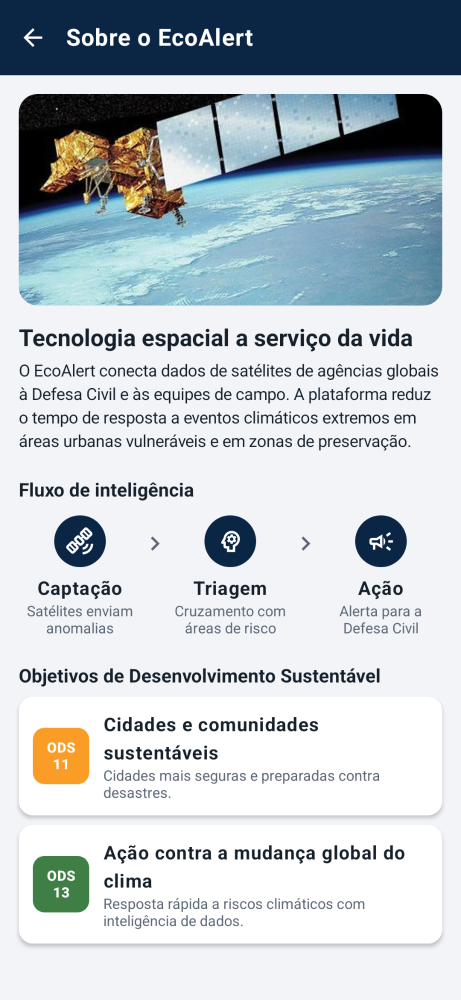 Sobre o EcoAlert
Tecnologia espacial a serviço da vida
O EcoAlert conecta dados de satélites de agências globais
à Defesa Civil e às equipes de campo. A plataforma reduz
o tempo de resposta a eventos climáticos extremos em
áreas urbanas vulneráveis e em zonas de preservação.
Fluxo de inteligência
Captação
Satélites enviam
anomalias
Triagem
Cruzamento com
áreas de risco
Ação
Alerta para a
Defesa Civil
Objetivos de Desenvolvimento Sustentável
ODS
11
Cidades e comunidades
sustentáveis
Cidades mais seguras e preparadas contra
desastres.
ODS
13
Ação contra a mudança global do
clima
Resposta rápida a riscos climáticos com
inteligência de dados.